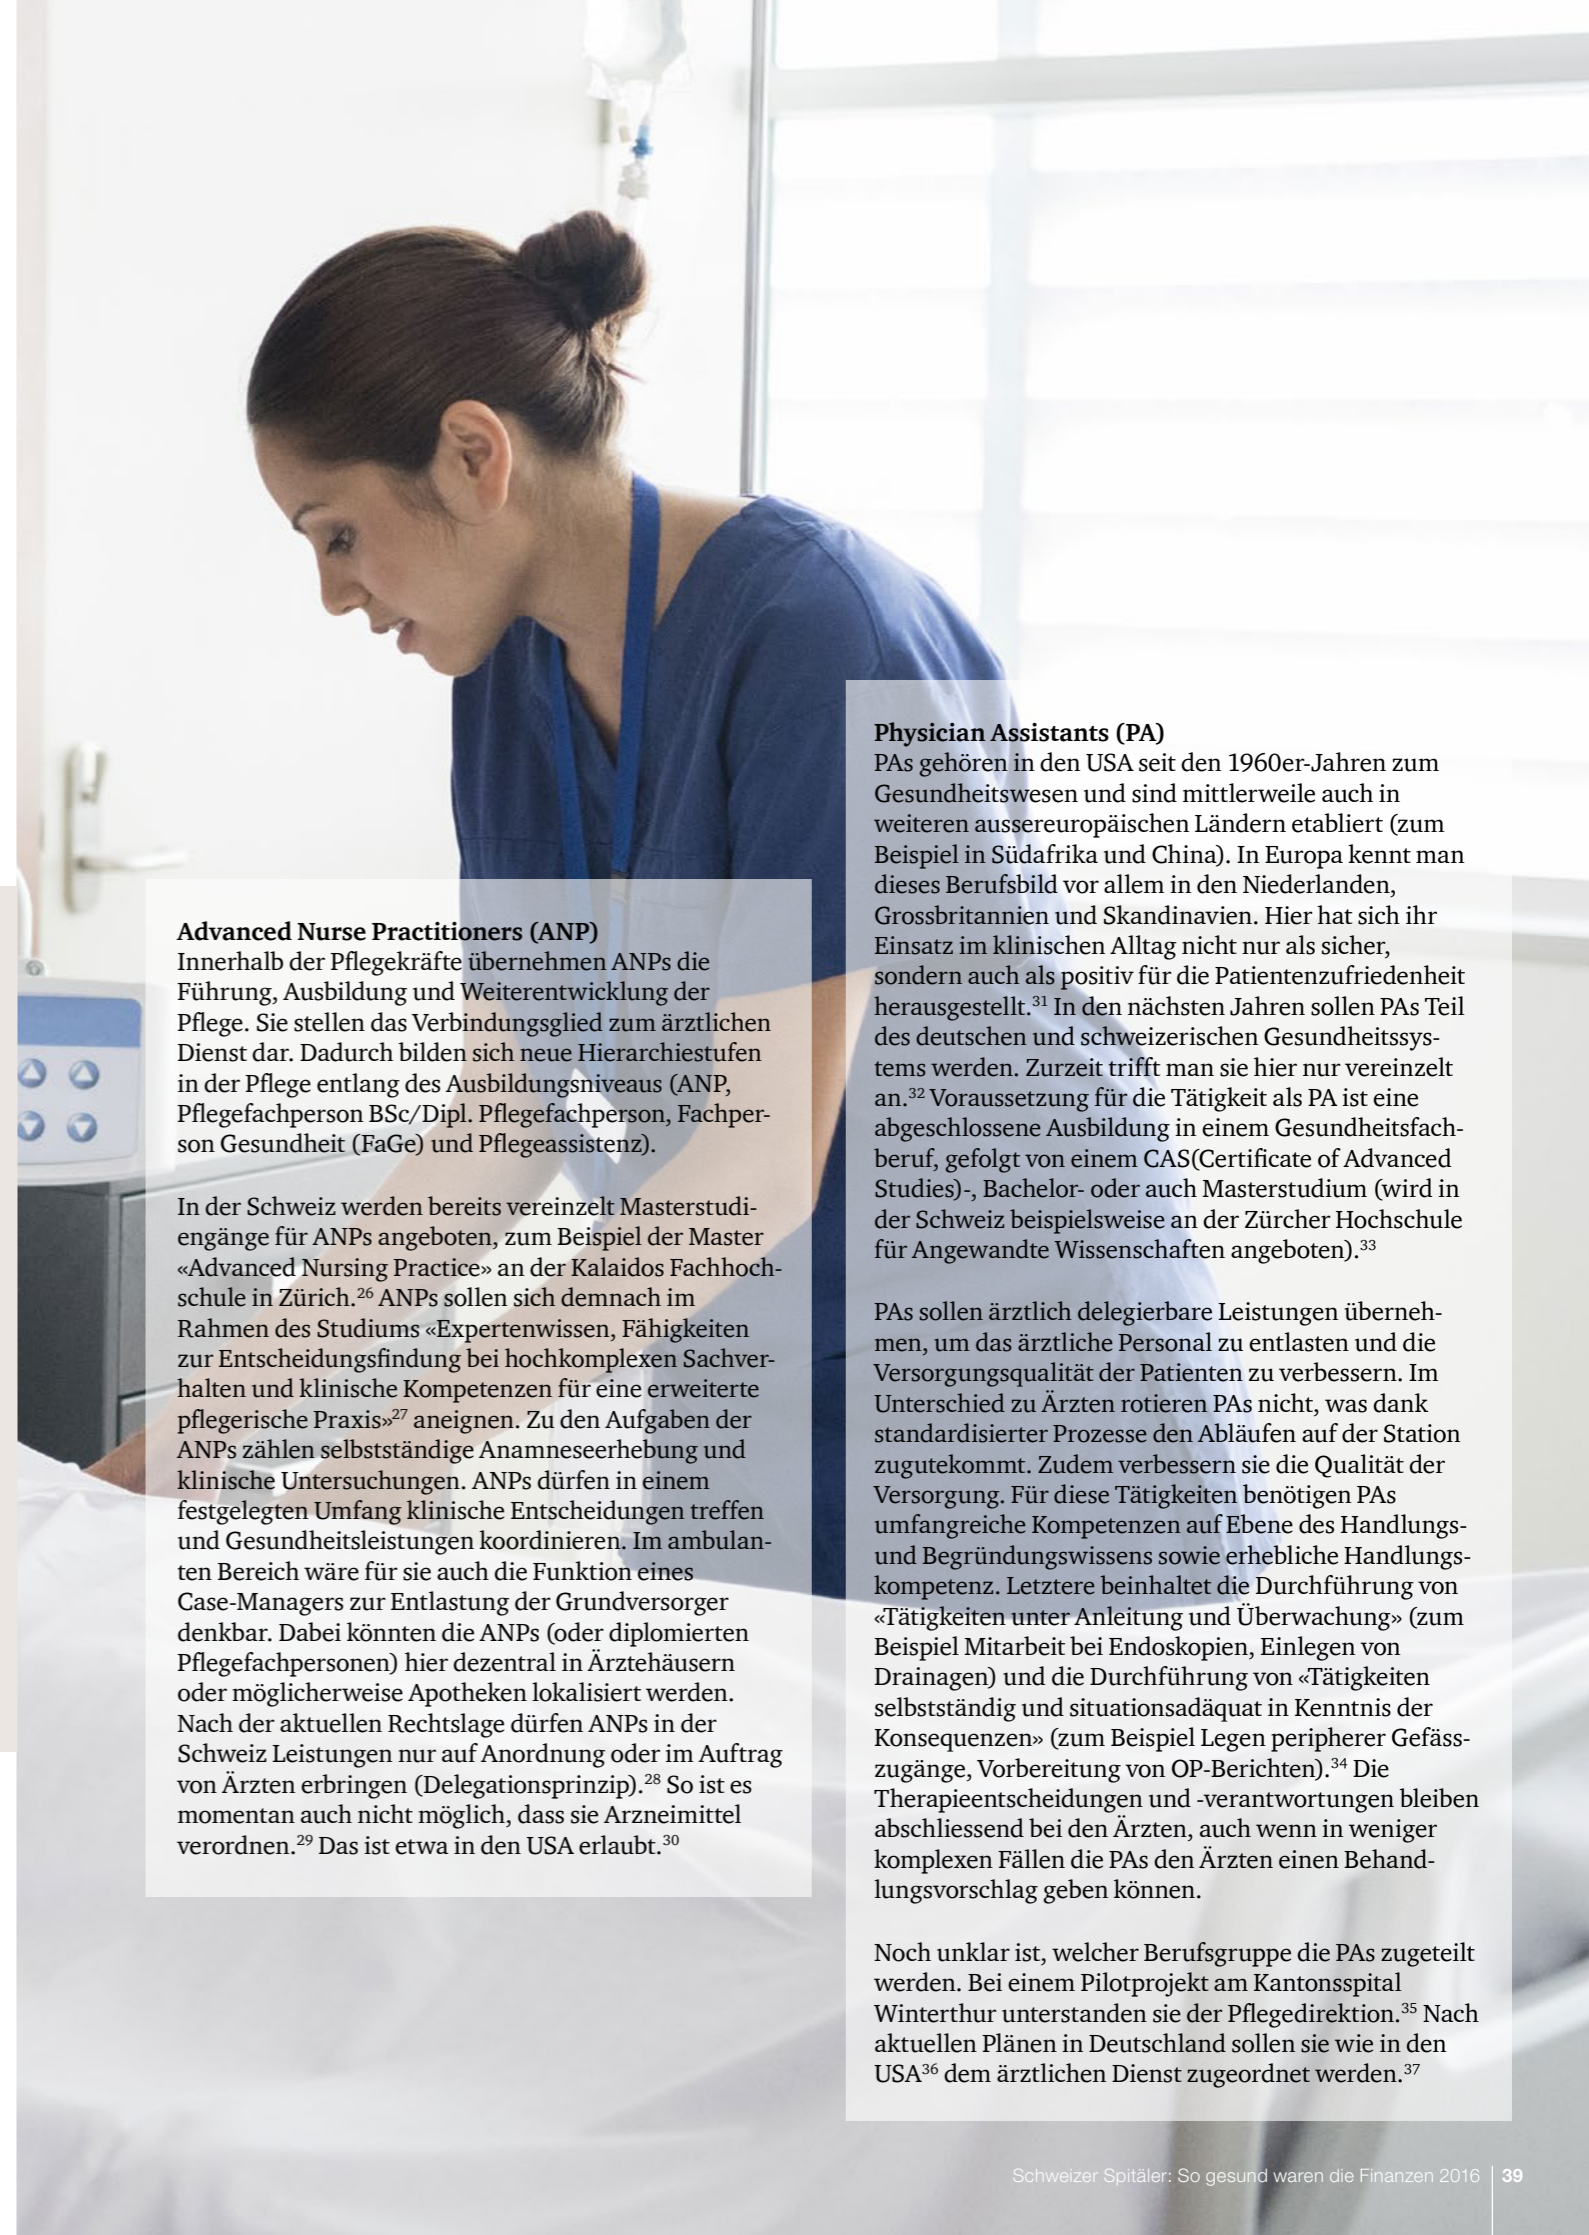 Advanced Nurse Practitioners (ANP)
Innerhalb der Pflegekräfte übernehmen ANPs die
Führung, Ausbildung und Weiterentwicklung der
Pflege. Sie stellen das Verbindungsglied zum ärztlichen
Dienst dar. Dadurch bilden sich neue Hierarchiestufen
in der Pflege entlang des Ausbildungsniveaus (ANP,
Pflegefachperson BSc/Dipl. Pflegefachperson, Fachper-
son Gesundheit (FaGe) und Pflegeassistenz).
In der Schweiz werden bereits vereinzelt Masterstudi-
engänge für ANPs angeboten, zum Beispiel der Master
«Advanced Nursing Practice» an der Kalaidos Fachhoch-
schule in Zürich.²⁶ ANPs sollen sich demnach im
Rahmen des Studiums «Expertenwissen, Fähigkeiten
zur Entscheidungsfindung bei hochkomplexen Sachver-
halten und klinische Kompetenzen für eine erweiterte
pflegerische Praxis»²⁷ aneignen. Zu den Aufgaben der
ANPs zählen selbstständige Anamneseerhebung und
klinische Untersuchungen. ANPs dürfen in einem
festgelegten Umfang klinische Entscheidungen treffen
und Gesundheitsleistungen koordinieren. Im ambulan-
ten Bereich wäre für sie auch die Funktion eines
Case-Managers zur Entlastung der Grundversorger
denkbar. Dabei könnten die ANPs (oder diplomierten
Pflegefachpersonen) hier dezentral in Ärztehäusern
oder möglicherweise Apotheken lokalisiert werden.
Nach der aktuellen Rechtslage dürfen ANPs in der
Schweiz Leistungen nur auf Anordnung oder im Auftrag
von Ärzten erbringen (Delegationsprinzip).²⁸ So ist es
momentan auch nicht möglich, dass sie Arzneimittel
verordnen.²⁹ Das ist etwa in den USA erlaubt.³⁰
Physician Assistants (PA)
PAs gehören in den USA seit den 1960er-Jahren zum
Gesundheitswesen und sind mittlerweile auch in
weiteren aussereuropäischen Ländern etabliert (zum
Beispiel in Südafrika und China). In Europa kennt man
dieses Berufsbild vor allem in den Niederlanden,
Grossbritannien und Skandinavien. Hier hat sich ihr
Einsatz im klinischen Alltag nicht nur als sicher,
sondern auch als positiv für die Patientenzufriedenheit
herausgestellt.³¹ In den nächsten Jahren sollen PAs Teil
des deutschen und schweizerischen Gesundheitssys-
tems werden. Zurzeit trifft man sie hier nur vereinzelt
an.³² Voraussetzung für die Tätigkeit als PA ist eine
abgeschlossene Ausbildung in einem Gesundheitsfach-
beruf, gefolgt von einem CAS(Certificate of Advanced
Studies)-, Bachelor- oder auch Masterstudium (wird in
der Schweiz beispielsweise an der Zürcher Hochschule
für Angewandte Wissenschaften angeboten).³³
PAs sollen ärztlich delegierbare Leistungen überneh-
men, um das ärztliche Personal zu entlasten und die
Versorgungsqualität der Patienten zu verbessern. Im
Unterschied zu Ärzten rotieren PAs nicht, was dank
standardisierter Prozesse den Abläufen auf der Station
zugutekommt. Zudem verbessern sie die Qualität der
Versorgung. Für diese Tätigkeiten benötigen PAs
umfangreiche Kompetenzen auf Ebene des Handlungs-
und Begründungswissens sowie erhebliche Handlungs-
kompetenz. Letztere beinhaltet die Durchführung von
«Tätigkeiten unter Anleitung und Überwachung» (zum
Beispiel Mitarbeit bei Endoskopien, Einlegen von
Drainagen) und die Durchführung von «Tätigkeiten
selbstständig und situationsadäquat in Kenntnis der
Konsequenzen» (zum Beispiel Legen peripherer Gefäss-
zugänge, Vorbereitung von OP-Berichten).³⁴ Die
Therapieentscheidungen und -verantwortungen bleiben
abschliessend bei den Ärzten, auch wenn in weniger
komplexen Fällen die PAs den Ärzten einen Behand-
lungsvorschlag geben können.
Noch unklar ist, welcher Berufsgruppe die PAs zugeteilt
werden. Bei einem Pilotprojekt am Kantonsspital
Winterthur unterstanden sie der Pflegedirektion.³⁵ Nach
aktuellen Plänen in Deutschland sollen sie wie in den
USA³⁶ dem ärztlichen Dienst zugeordnet werden.³⁷
Schweizer Spitäler: So gesund waren die Finanzen 2016 39